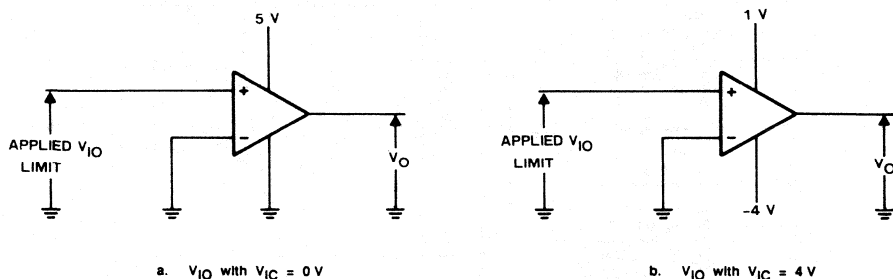 5 V
+
−
APPLIED VIO
LIMIT
VO
a. VIO with VIC = 0 V
1 V
+
−
−4 V
APPLIED VIO
LIMIT
VO
b. VIO with VIC = 4 V